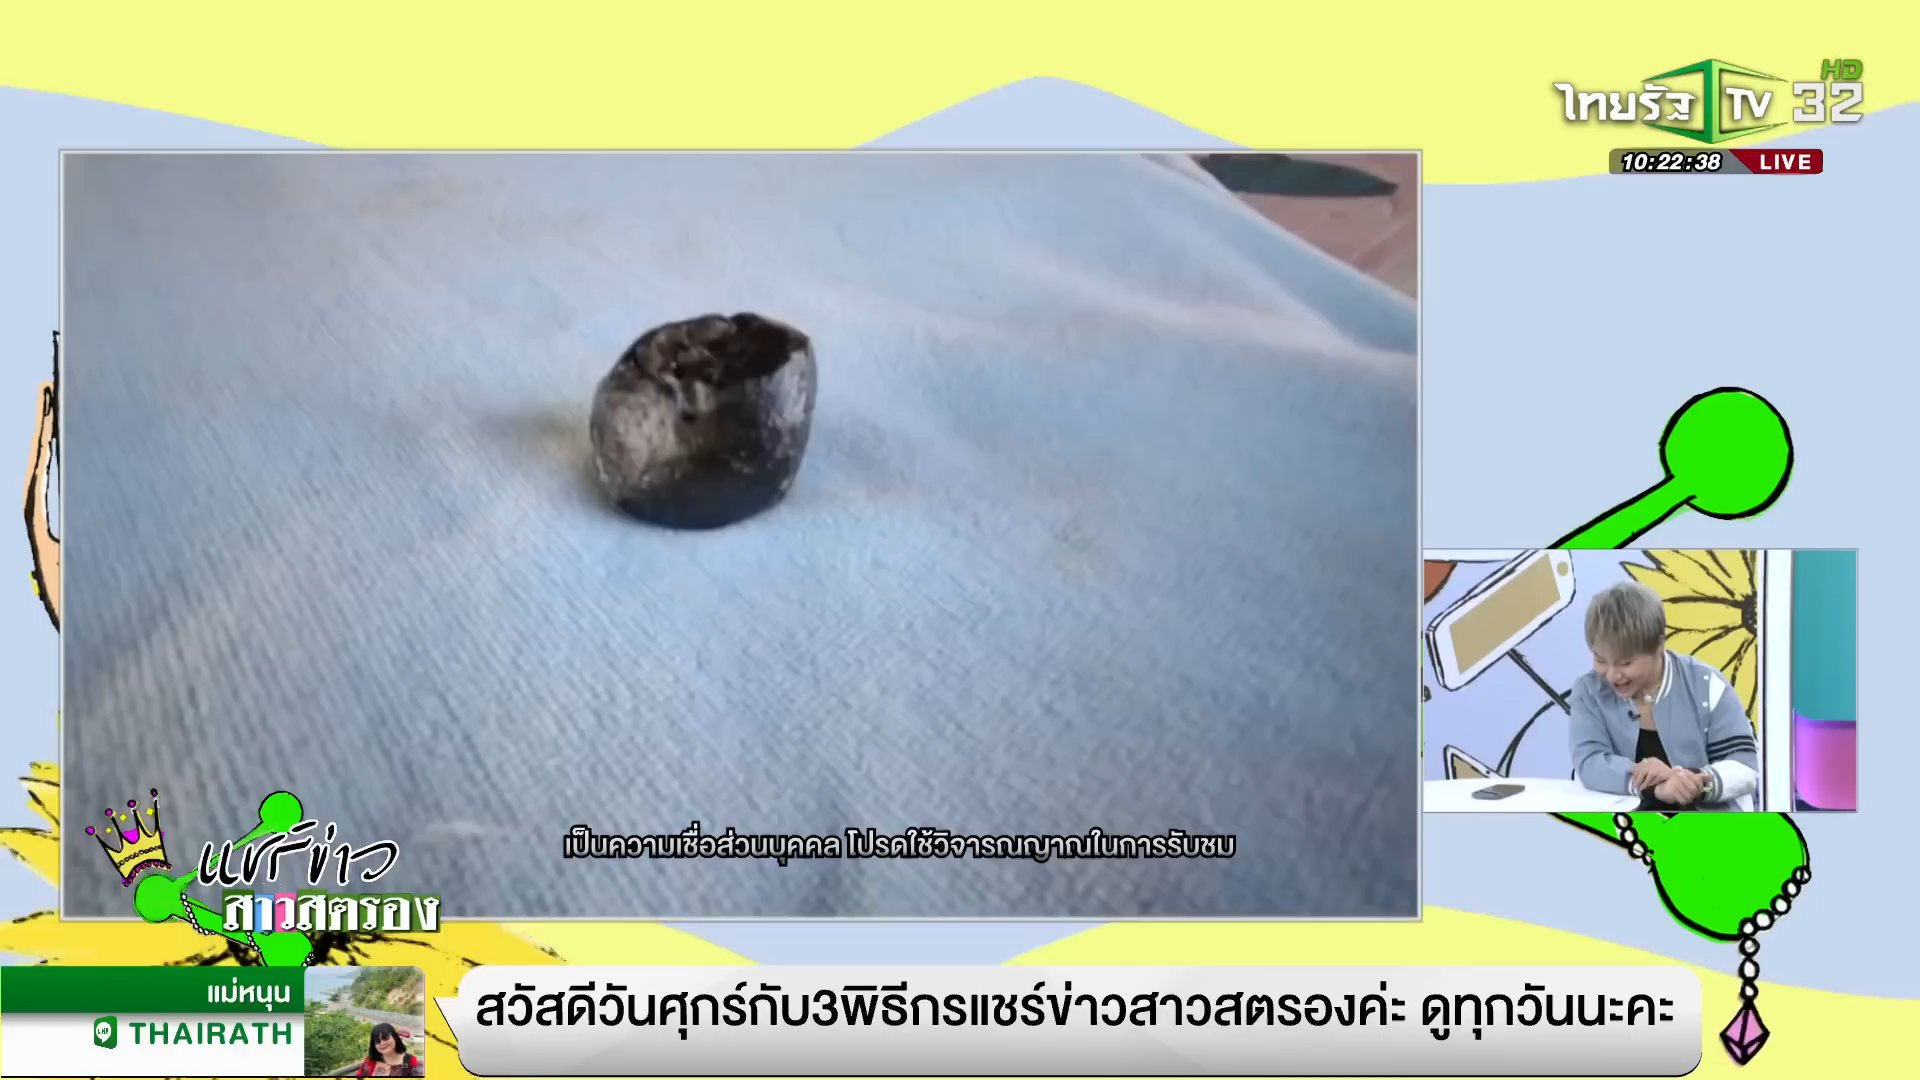 HD
ไทยรัฐ TV 32
10:22:38 LIVE
เป็นความเชื่อส่วนบุคคล โปรดใช้วิจารณญาณในการรับชม
แชร์ข่าว
สาวสตรอง
แม่หนุน
THAIRATH
สวัสดีวันศุกร์กับ3พิธีกรแชร์ข่าวสาวสตรองค่ะ ดูทุกวันนะคะ